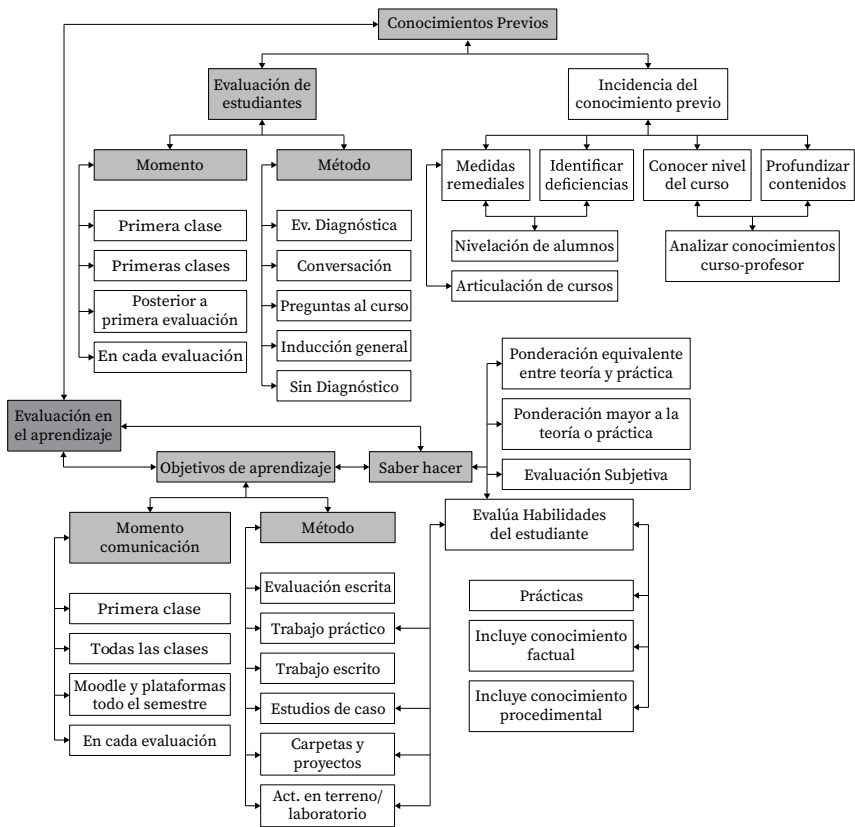 Conocimientos Previos
Evaluación de
estudiantes
Incidencia del
conocimiento previo
Momento
Método
Medidas
remediales
Identificar
deficiencias
Conocer nivel
del curso
Profundizar
contenidos
Primera clase
Primeras clases
Posterior a
primera evaluación
En cada evaluación
Ev. Diagnóstica
Conversación
Preguntas al curso
Inducción general
Sin Diagnóstico
Nivelación de alumnos
Articulación de cursos
Analizar conocimientos
curso-profesor
Evaluación en
el aprendizaje
Objetivos de aprendizaje
Saber hacer
Ponderación equivalente
entre teoría y práctica
Ponderación mayor a la
teoría o práctica
Evaluación Subjetiva
Evalúa Habilidades
del estudiante
Momento
comunicación
Método
Primera clase
Todas las clases
Moodle y plataformas
todo el semestre
En cada evaluación
Evaluación escrita
Trabajo práctico
Trabajo escrito
Estudios de caso
Carpetas y
proyectos
Act. en terreno/
laboratorio
Prácticas
Incluye conocimiento
factual
Incluye conocimiento
procedimental